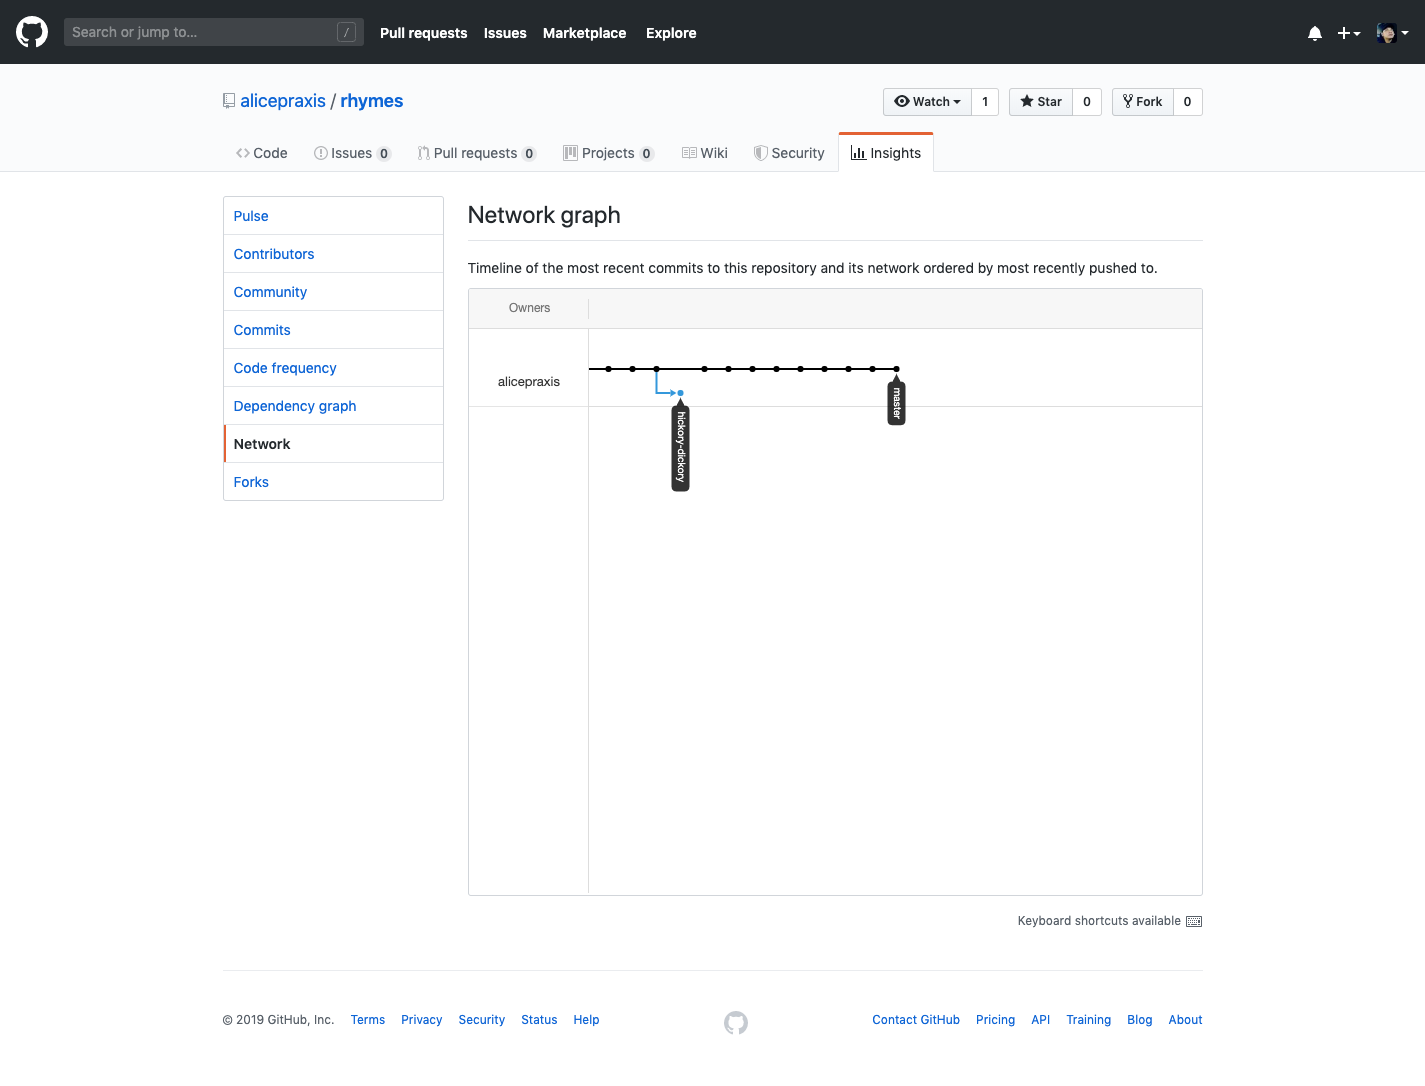 Search or jump to... /
Pull requests Issues Marketplace Explore
alicepraxis / rhymes
Watch 1 Star 0 Fork 0
Code Issues 0 Pull requests 0 Projects 0 Wiki Security Insights
Pulse
Contributors
Community
Commits
Code frequency
Dependency graph
Network
Forks
Network graph
Timeline of the most recent commits to this repository and its network ordered by most recently pushed to.
Owners
alicepraxis
hickory-dickory
master
Keyboard shortcuts available
© 2019 GitHub, Inc. Terms Privacy Security Status Help
Contact GitHub Pricing API Training Blog About